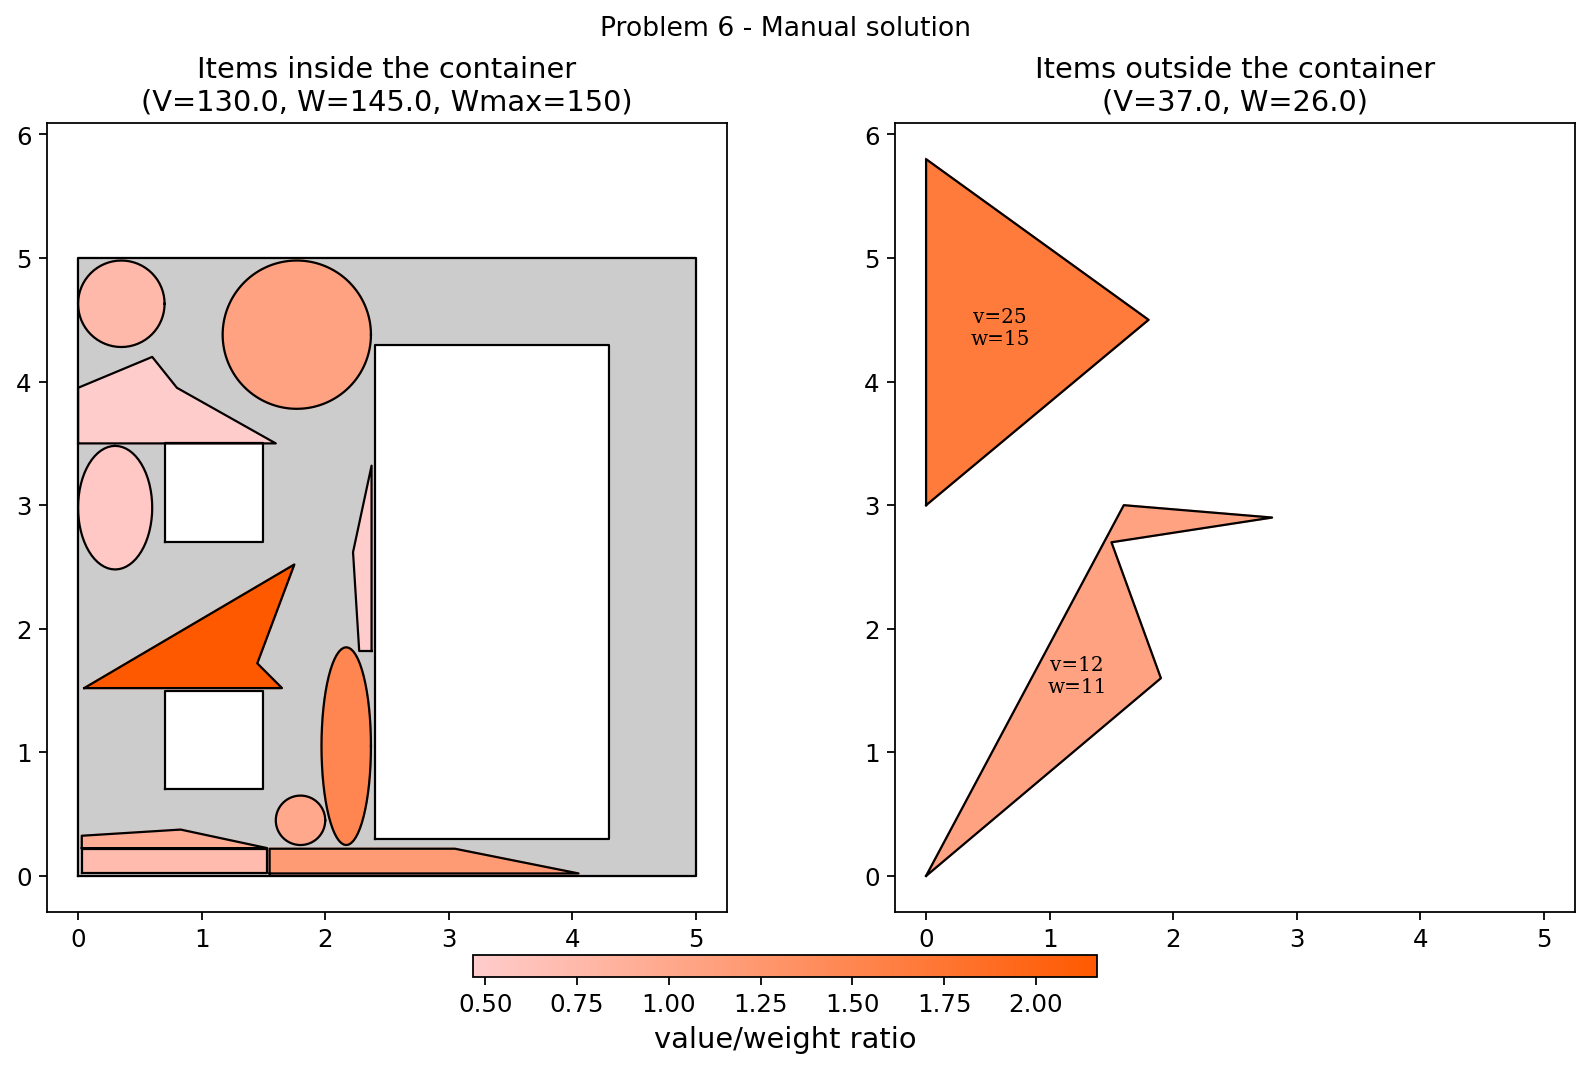 Problem 6 - Manual solution
Items inside the container
(V=130.0, W=145.0, Wmax=150)
6
5
4
3
2
1
0
0 1 2 3 4 5
Items outside the container
(V=37.0, W=26.0)
6
5
4
3
2
1
0
v=25
w=15
v=12
w=11
0 1 2 3 4 5
0.50 0.75 1.00 1.25 1.50 1.75 2.00
value/weight ratio